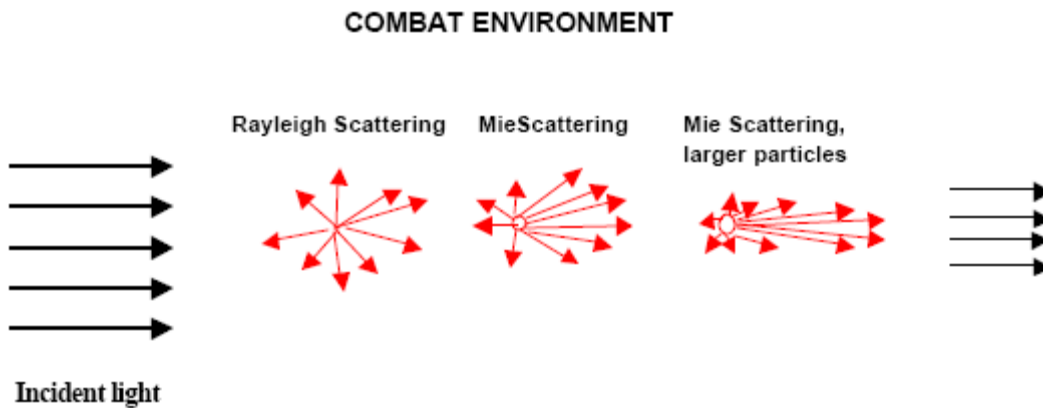 COMBAT ENVIRONMENT
Rayleigh Scattering
MieScattering
Mie Scattering,
larger particles
Incident light